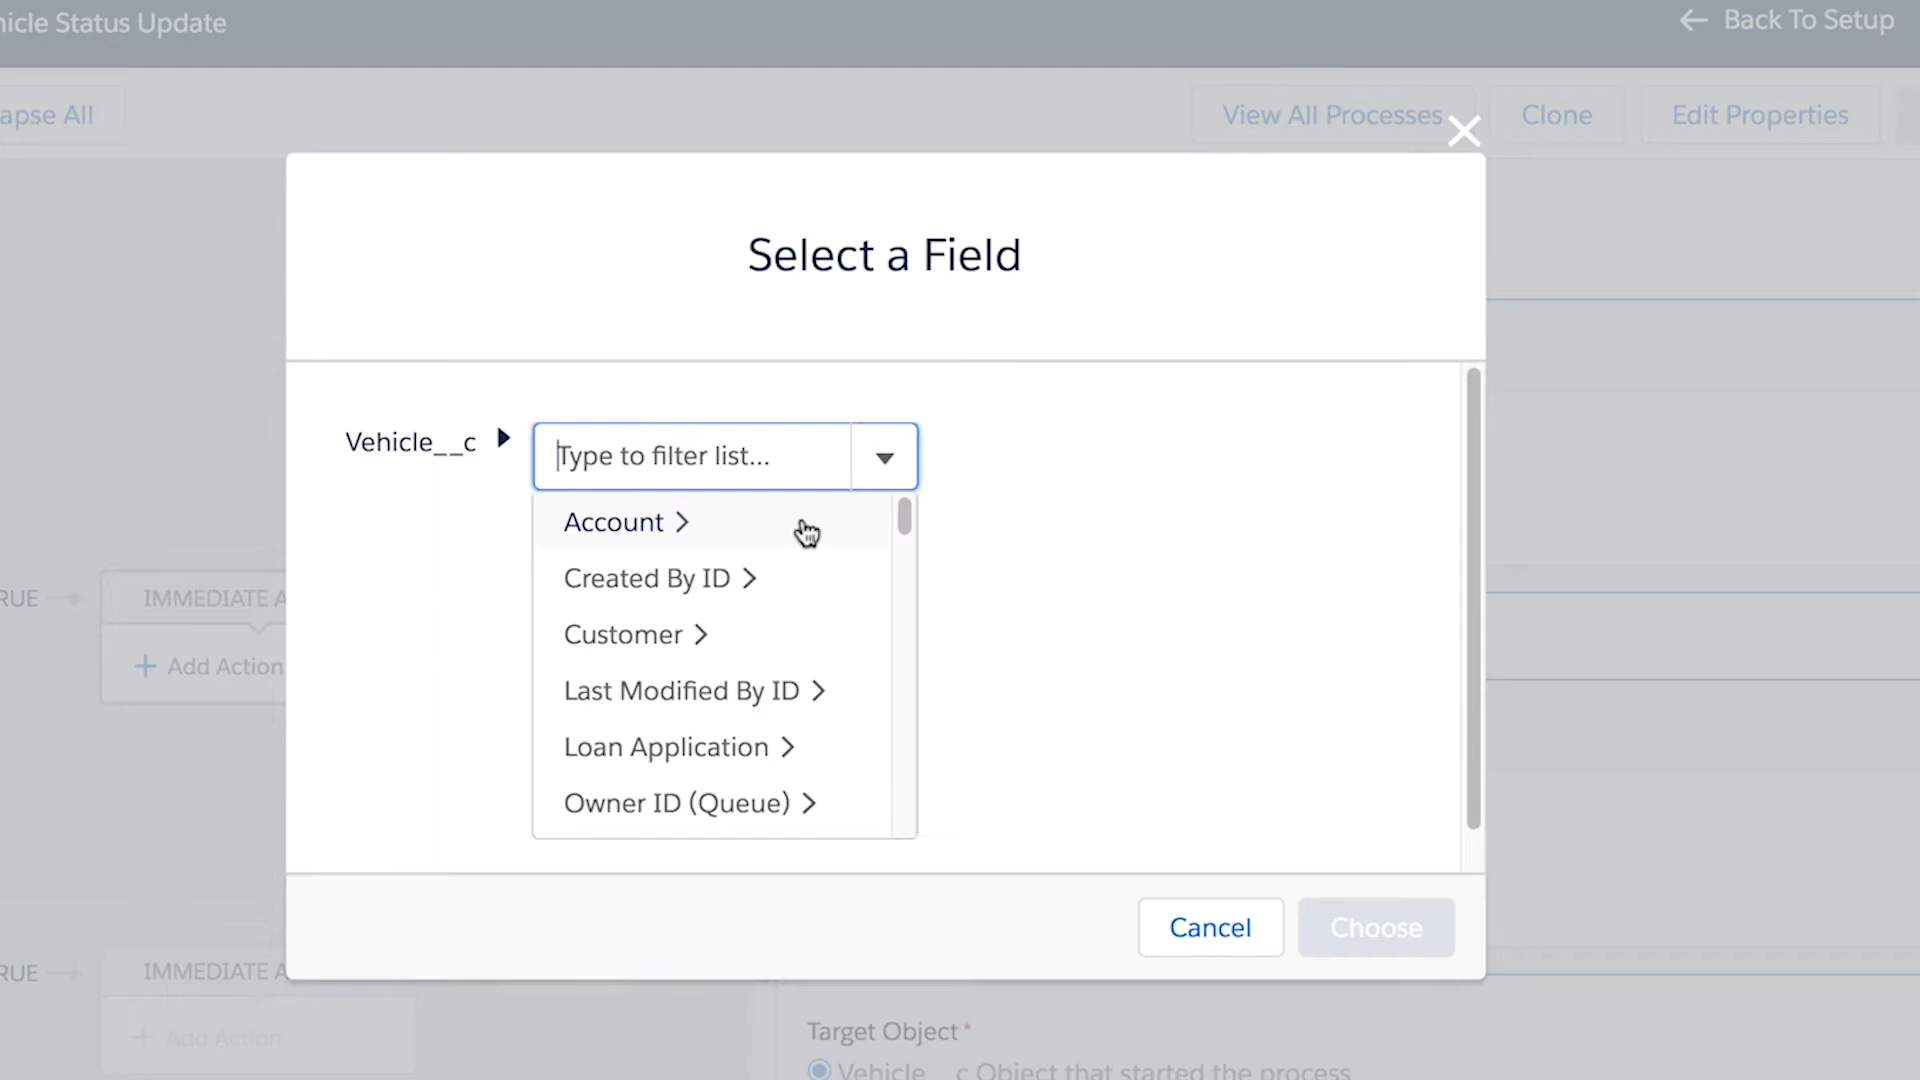 hicle Status Update
Back To Setup
apse All
View All Processes
Clone
Edit Properties
Select a Field
Vehicle__c
Type to filter list...
Account
Created By ID
Customer
Last Modified By ID
Loan Application
Owner ID (Queue)
RUE
IMMEDIATE A
+ Add Action
Cancel
Choose
RUE
IMMEDIATE A
+ Add Action
Target Object*
Vehicle__c Object that started the process